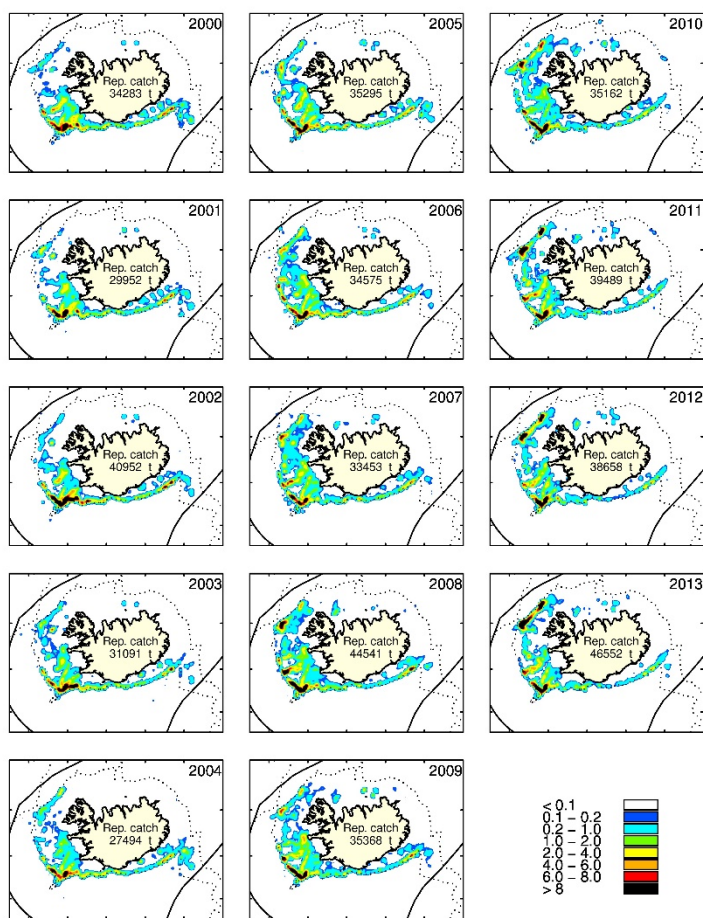 2000
Rep. catch
34283 t
2005
Rep. catch
35295 t
2010
Rep. catch
35162 t
2001
Rep. catch
29952 t
2006
Rep. catch
34575 t
2011
Rep. catch
39489 t
2002
Rep. catch
40952 t
2007
Rep. catch
33453 t
2012
Rep. catch
38658 t
2003
Rep. catch
31091 t
2008
Rep. catch
44541 t
2013
Rep. catch
46552 t
2004
Rep. catch
27494 t
2009
Rep. catch
35368 t
< 0.1
0.1 – 0.2
0.2 – 1.0
1.0 – 2.0
2.0 – 4.0
4.0 – 6.0
6.0 – 8.0
> 8